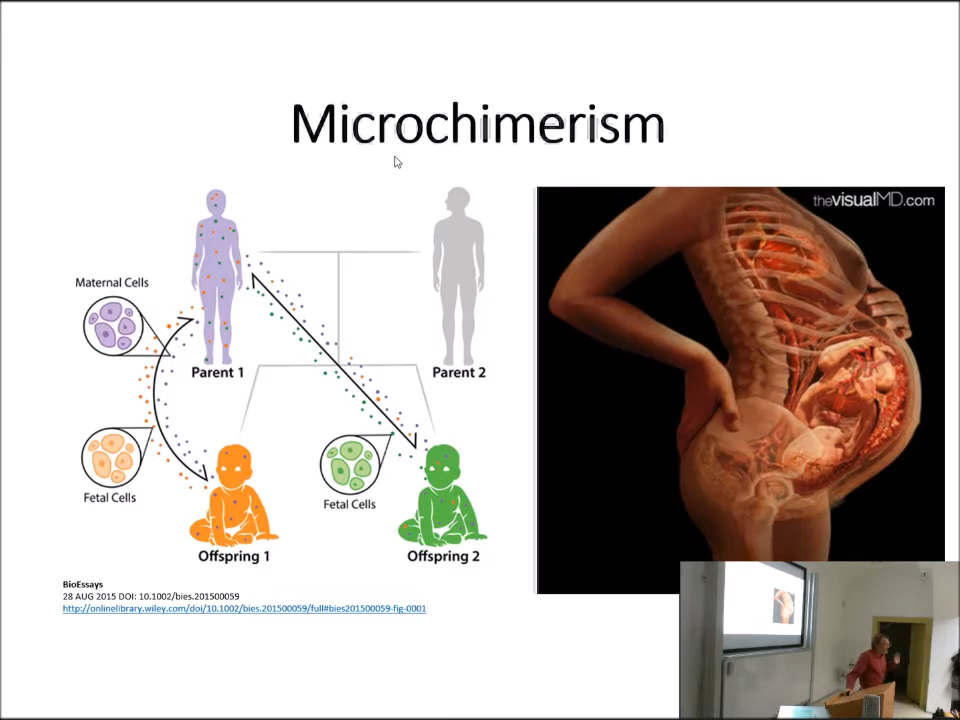 Microchimerism
thevisualMD.com
Maternal Cells
Parent 1
Parent 2
Fetal Cells
Fetal Cells
Offspring 1
Offspring 2
BioEssays
28 AUG 2015 DOI: 10.1002/bies.201500059
http://onlinelibrary.wiley.com/doi/10.1002/bies.201500059/full#bies201500059-fig-0001